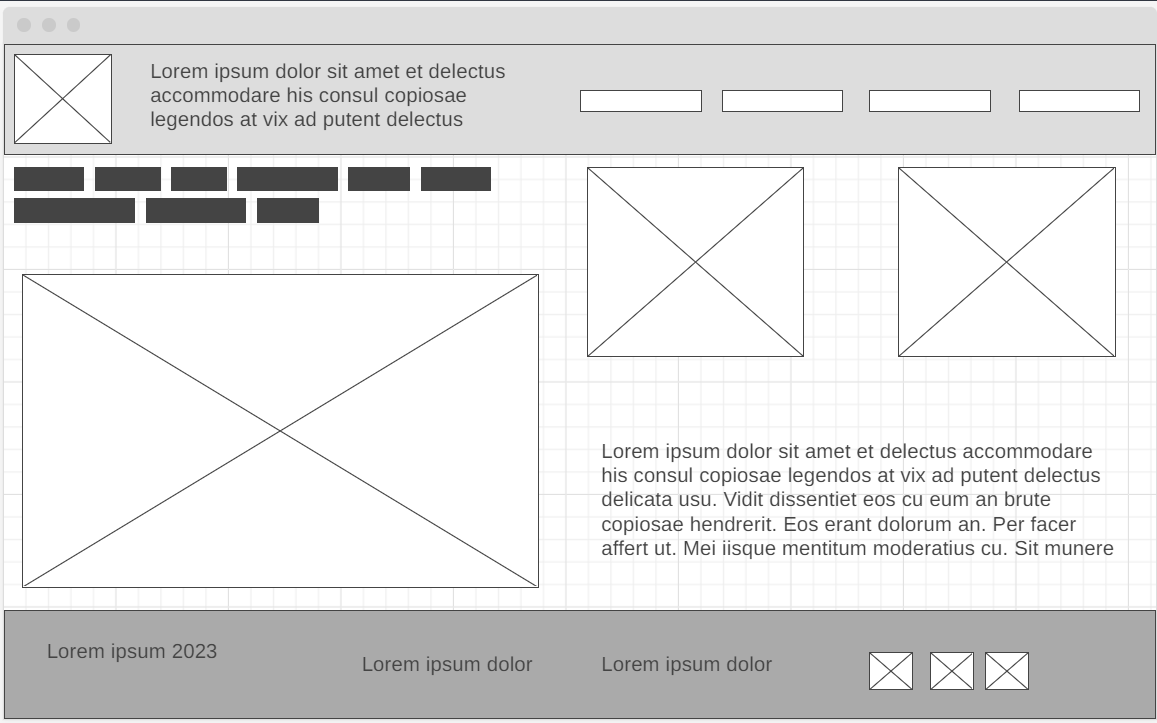 Lorem ipsum dolor sit amet et delectus
accommodare his consul copiosae
legendos at vix ad putent delectus
Lorem ipsum dolor sit amet et delectus accommodare
his consul copiosae legendos at vix ad putent delectus
delicata usu. Vidit dissentiet eos cu eum an brute
copiosae hendrerit. Eos erant dolorum an. Per facer
affert ut. Mei iisque mentitum moderatius cu. Sit munere
Lorem ipsum 2023
Lorem ipsum dolor
Lorem ipsum dolor